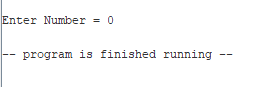 Enter Number = 0
-- program is finished running --